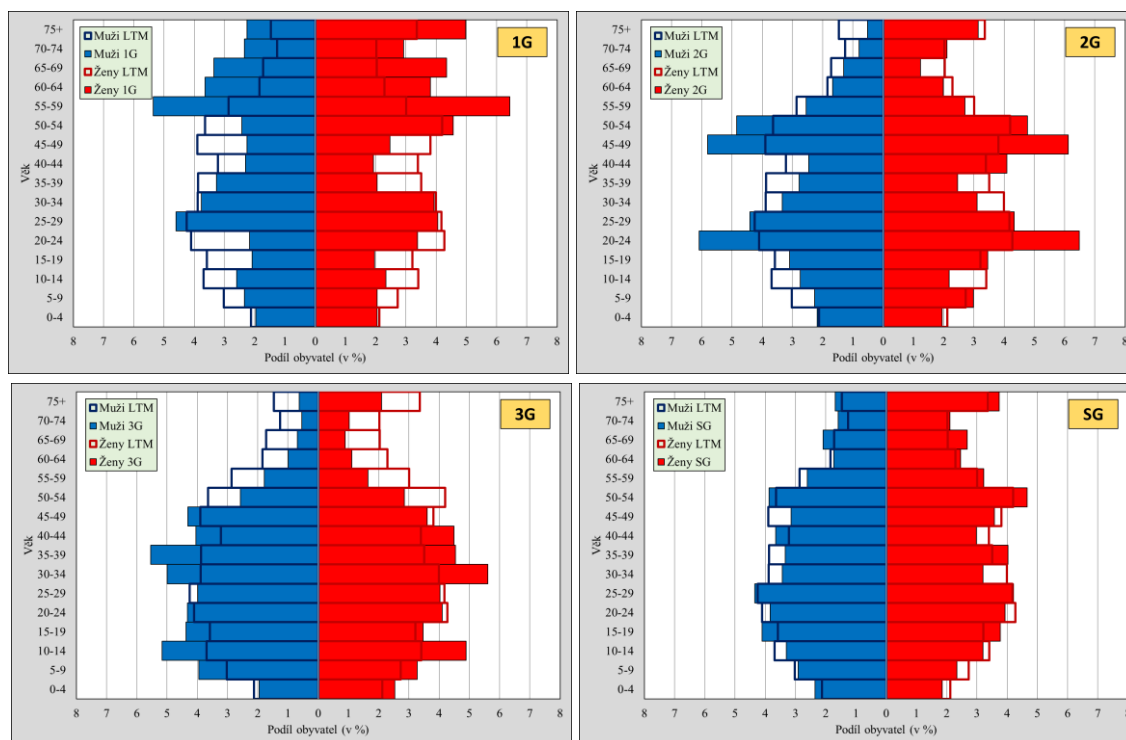 1G
Muži LTM
Muži 1G
Ženy LTM
Ženy 1G
Věk
75+
70-74
65-69
60-64
55-59
50-54
45-49
40-44
35-39
30-34
25-29
20-24
15-19
10-14
5-9
0-4
8 7 6 5 4 3 2 1 0 1 2 3 4 5 6 7 8
Podíl obyvatel (v %)
2G
Muži LTM
Muži 2G
Ženy LTM
Ženy 2G
Věk
75+
70-74
65-69
60-64
55-59
50-54
45-49
40-44
35-39
30-34
25-29
20-24
15-19
10-14
5-9
0-4
8 7 6 5 4 3 2 1 0 1 2 3 4 5 6 7 8
Podíl obyvatel (v %)
3G
Muži LTM
Muži 3G
Ženy LTM
Ženy 3G
Věk
75+
70-74
65-69
60-64
55-59
50-54
45-49
40-44
35-39
30-34
25-29
20-24
15-19
10-14
5-9
0-4
8 7 6 5 4 3 2 1 0 1 2 3 4 5 6 7 8
Podíl obyvatel (v %)
SG
Muži LTM
Muži SG
Ženy LTM
Ženy SG
Věk
75+
70-74
65-69
60-64
55-59
50-54
45-49
40-44
35-39
30-34
25-29
20-24
15-19
10-14
5-9
0-4
8 7 6 5 4 3 2 1 0 1 2 3 4 5 6 7 8
Podíl obyvatel (v %)